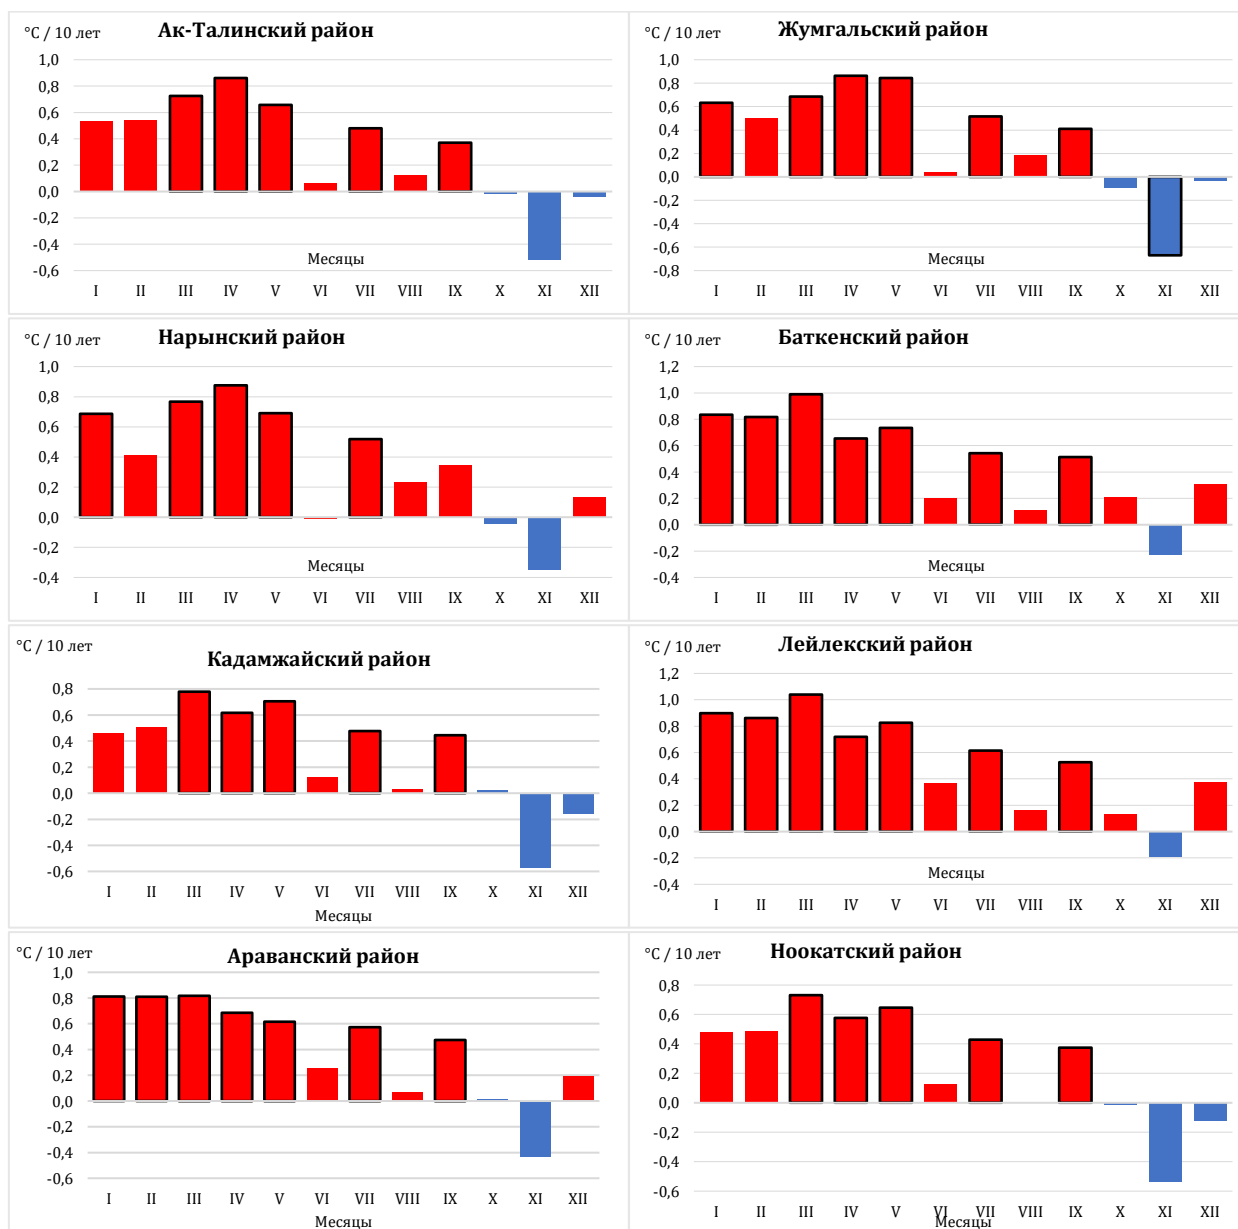 °C / 10 лет
Ак-Талинский район
1,0
0,8
0,6
0,4
0,2
0,0
-0,2
-0,4
-0,6
Месяцы
I II III IV V VI VII VIII IX X XI XII
°C / 10 лет
Жумгальский район
1,0
0,8
0,6
0,4
0,2
0,0
-0,2
-0,4
-0,6
-0,8
Месяцы
I II III IV V VI VII VIII IX X XI XII
°C / 10 лет
Нарынский район
1,0
0,8
0,6
0,4
0,2
0,0
-0,2
-0,4
Месяцы
I II III IV V VI VII VIII IX X XI XII
°C / 10 лет
Баткенский район
1,2
1,0
0,8
0,6
0,4
0,2
0,0
-0,2
-0,4
Месяцы
I II III IV V VI VII VIII IX X XI XII
°C / 10 лет
Кадамжайский район
0,8
0,6
0,4
0,2
0,0
-0,2
-0,4
-0,6
I II III IV V VI VII VIII IX X XI XII
Месяцы
°C / 10 лет
Лейлекский район
1,2
1,0
0,8
0,6
0,4
0,2
0,0
-0,2
-0,4
Месяцы
I II III IV V VI VII VIII IX X XI XII
°C / 10 лет
Араванский район
1,0
0,8
0,6
0,4
0,2
0,0
-0,2
-0,4
-0,6
I II III IV V VI VII VIII IX X XI XII
Месяцы
°C / 10 лет
Ноокатский район
0,8
0,6
0,4
0,2
0,0
-0,2
-0,4
-0,6
I II III IV V VI VII VIII IX X XI XII
Месяцы